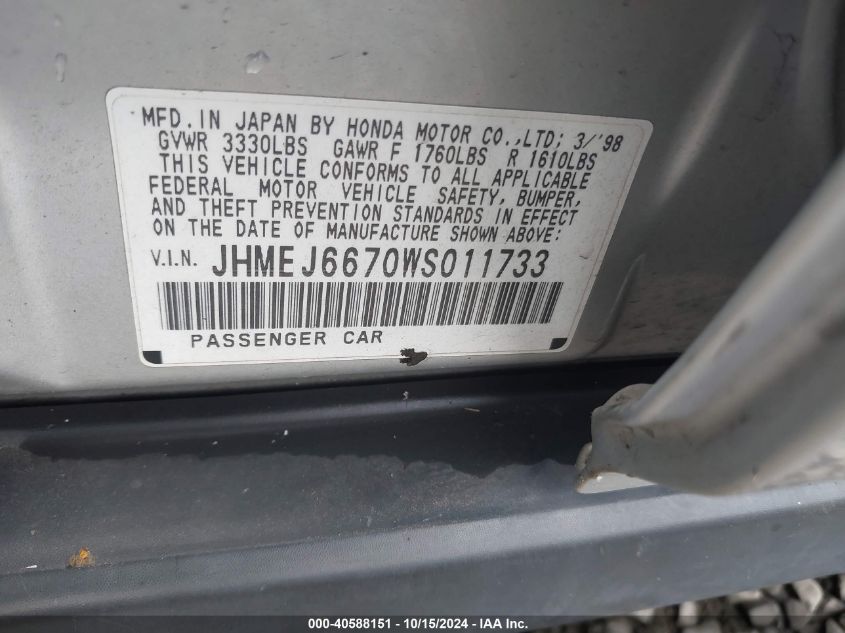 MFD.IN JAPAN BY HONDA MOTOR CO.,LTD; 3/'98
GVWR 3330LBS GAWR F 1760LBS R 1610LBS
THIS VEHICLE CONFORMS TO ALL APPLICABLE
FEDERAL MOTOR VEHICLE SAFETY, BUMPER,
AND THEFT PREVENTION STANDARDS IN EFFECT
ON THE DATE OF MANUFACTURE SHOWN ABOVE:
V.I.N. JHMEJ6670WS011733
PASSENGER CAR
000-40588151 - 10/15/2024 - IAA Inc.